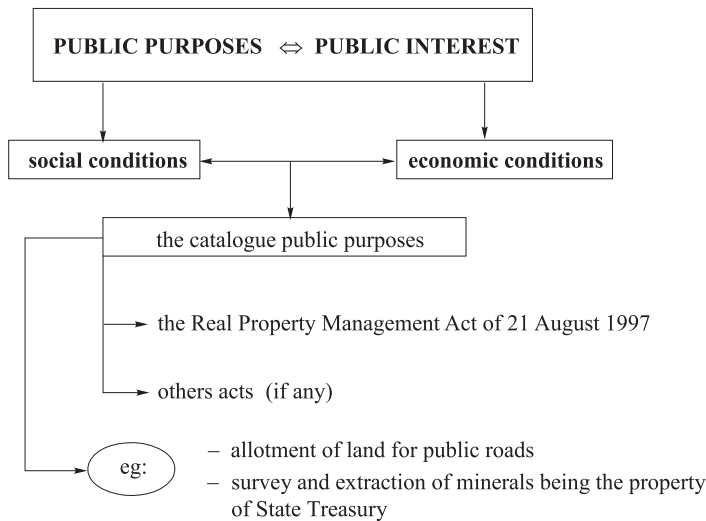 PUBLIC PURPOSES ⇔ PUBLIC INTEREST
social conditions
economic conditions
the catalogue public purposes
the Real Property Management Act of 21 August 1997
others acts (if any)
eg:
– allotment of land for public roads
– survey and extraction of minerals being the property
of State Treasury